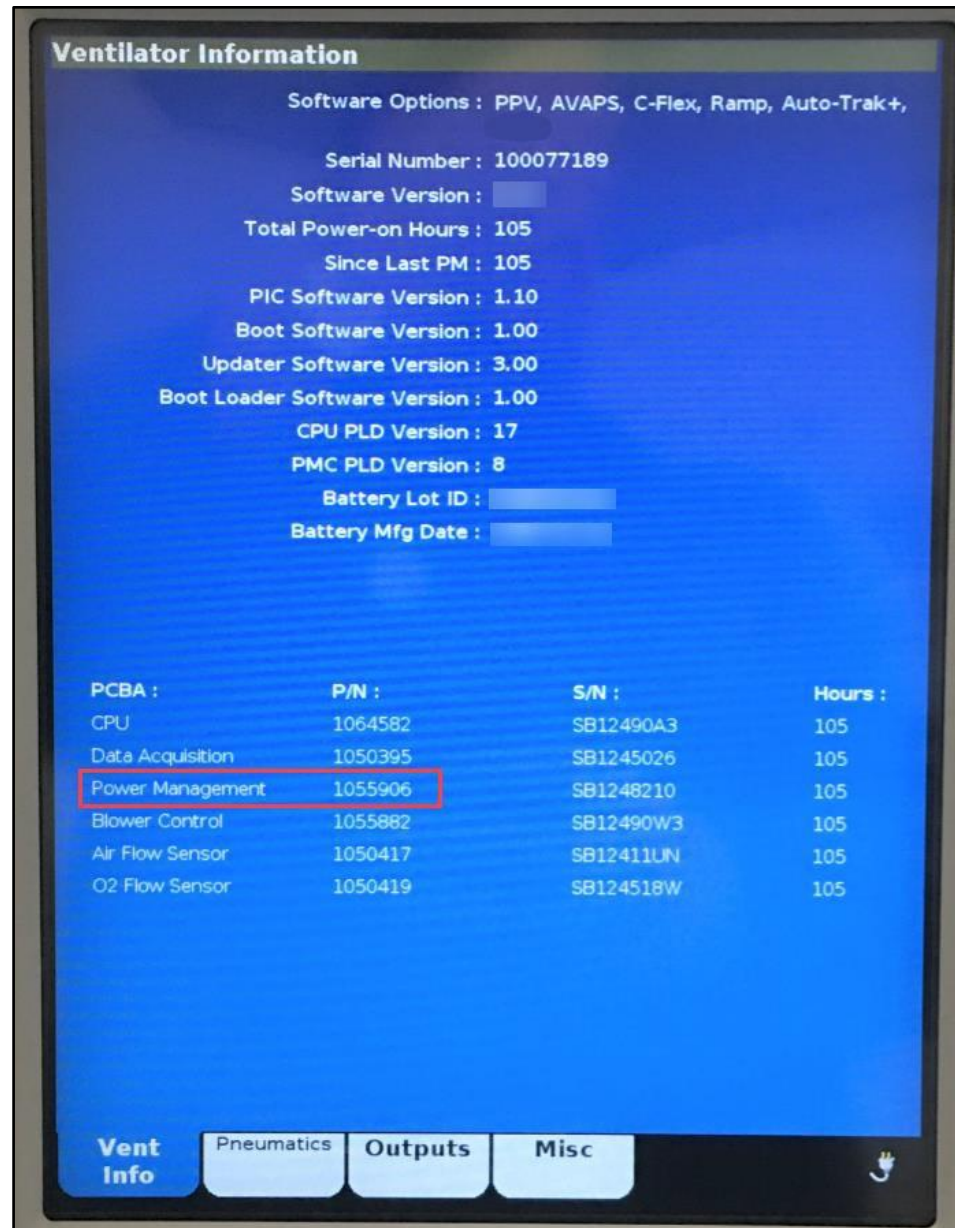 Ventilator Information
Software Options : PPV, AVAPS, C-Flex, Ramp, Auto-Trak+,
Serial Number : 100077189
Software Version :
Total Power-on Hours : 105
Since Last PM : 105
PIC Software Version : 1.10
Boot Software Version : 1.00
Updater Software Version : 3.00
Boot Loader Software Version : 1.00
CPU PLD Version : 17
PMC PLD Version : 8
Battery Lot ID :
Battery Mfg Date :
PCBA : P/N : S/N : Hours :
CPU 1064582 SB12490A3 105
Data Acquisition 1050395 SB1245026 105
Power Management 1055906 SB1248210 105
Blower Control 1055882 SB12490W3 105
Air Flow Sensor 1050417 SB12411UN 105
O2 Flow Sensor 1050419 SB124518W 105
Vent Info Pneumatics Outputs Misc